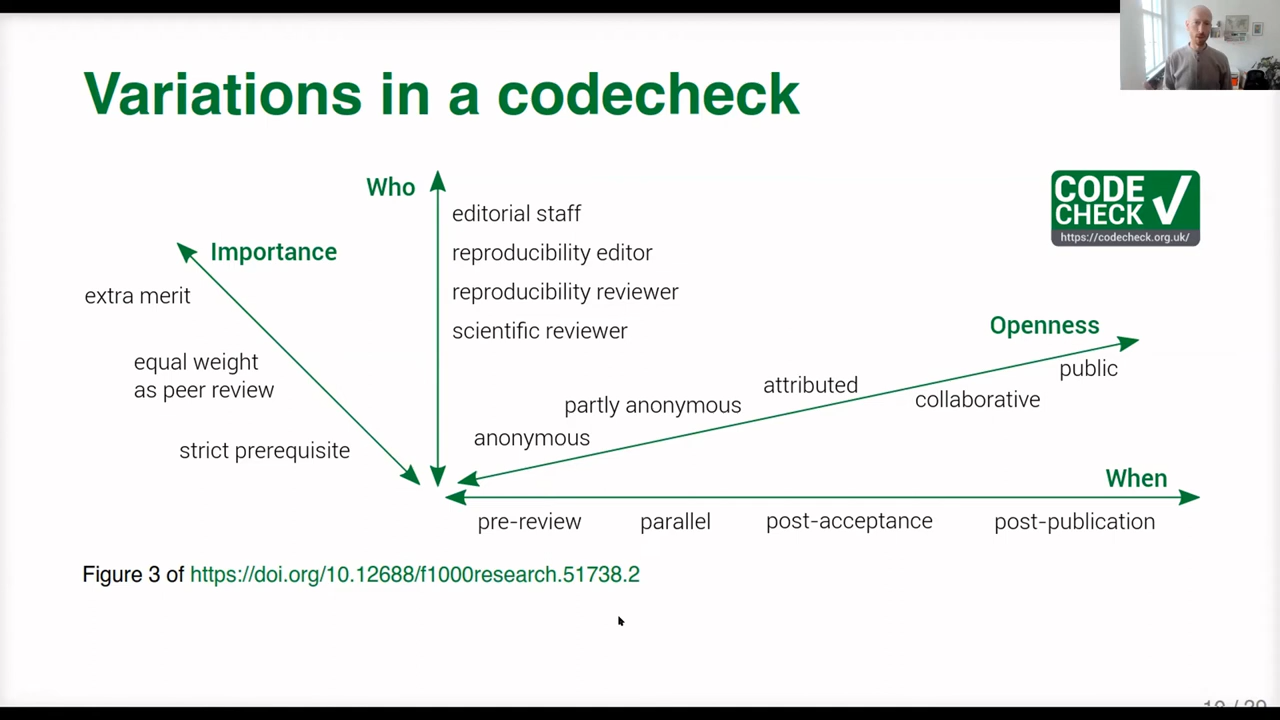 Variations in a codecheck
Who
editorial staff
reproducibility editor
reproducibility reviewer
scientific reviewer
Importance
extra merit
equal weight
as peer review
strict prerequisite
CODE
CHECK
https://codecheck.org.uk/
Openness
public
collaborative
attributed
partly anonymous
anonymous
When
pre-review
parallel
post-acceptance
post-publication
Figure 3 of https://doi.org/10.12688/f1000research.51738.2